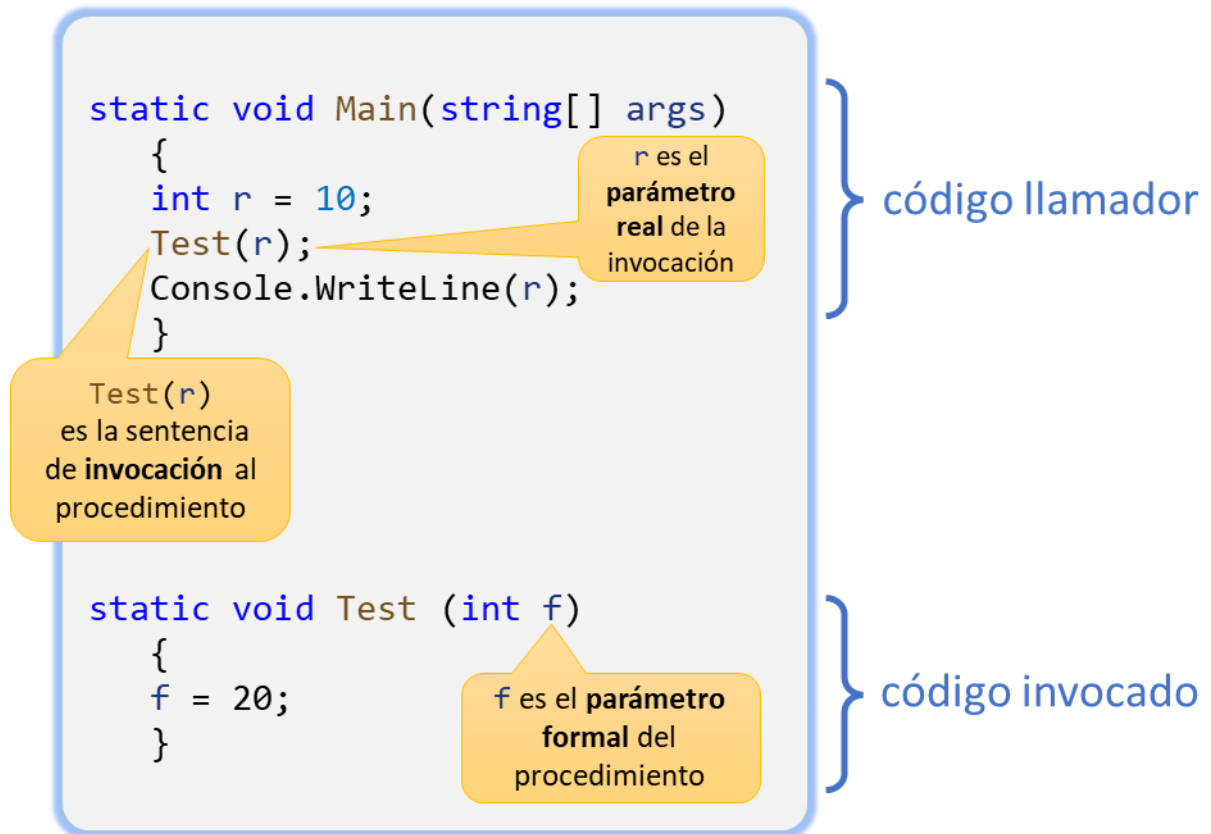 static void Main(string[] args)
{
int r = 10;
Test(r);
Console.WriteLine(r);
}
r es el
parámetro
real de la
invocación
código llamador
Test(r)
es la sentencia
de invocación al
procedimiento
static void Test (int f)
{
f = 20;
}
f es el parámetro
formal del
procedimiento
código invocado